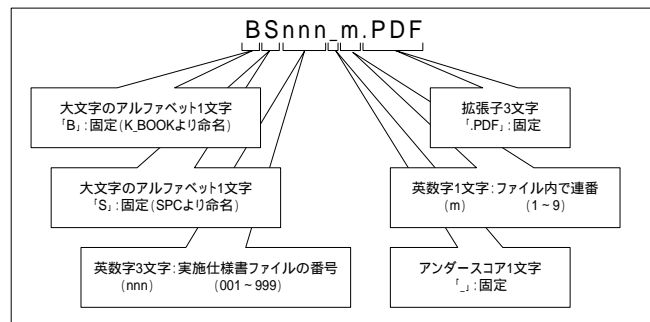 BSnnn_m.PDF
大文字のアルファベット1文字
「B」:固定(K_BOOKより命名)
拡張子3文字
「.PDF」:固定
大文字のアルファベット1文字
「S」:固定(SPCより命名)
英数字1文字:ファイル内で連番
(m) (1~9)
英数字3文字:実施仕様書ファイルの番号
(nnn) (001~999)
アンダースコア1文字
「_」:固定